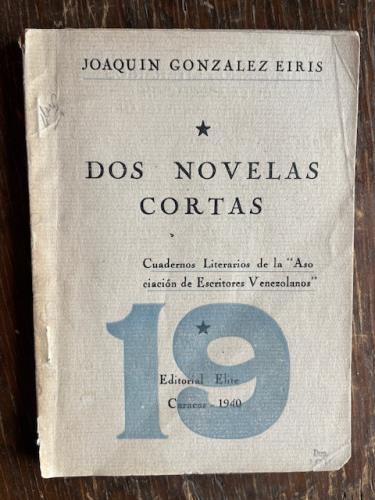 JOAQUIN GONZALEZ EIRIS
DOS NOVELAS
CORTAS
Cuadernos Literarios de la "Aso
ciación de Escritores Venezolanos"
19
Editorial Elite
Caracas - 1940